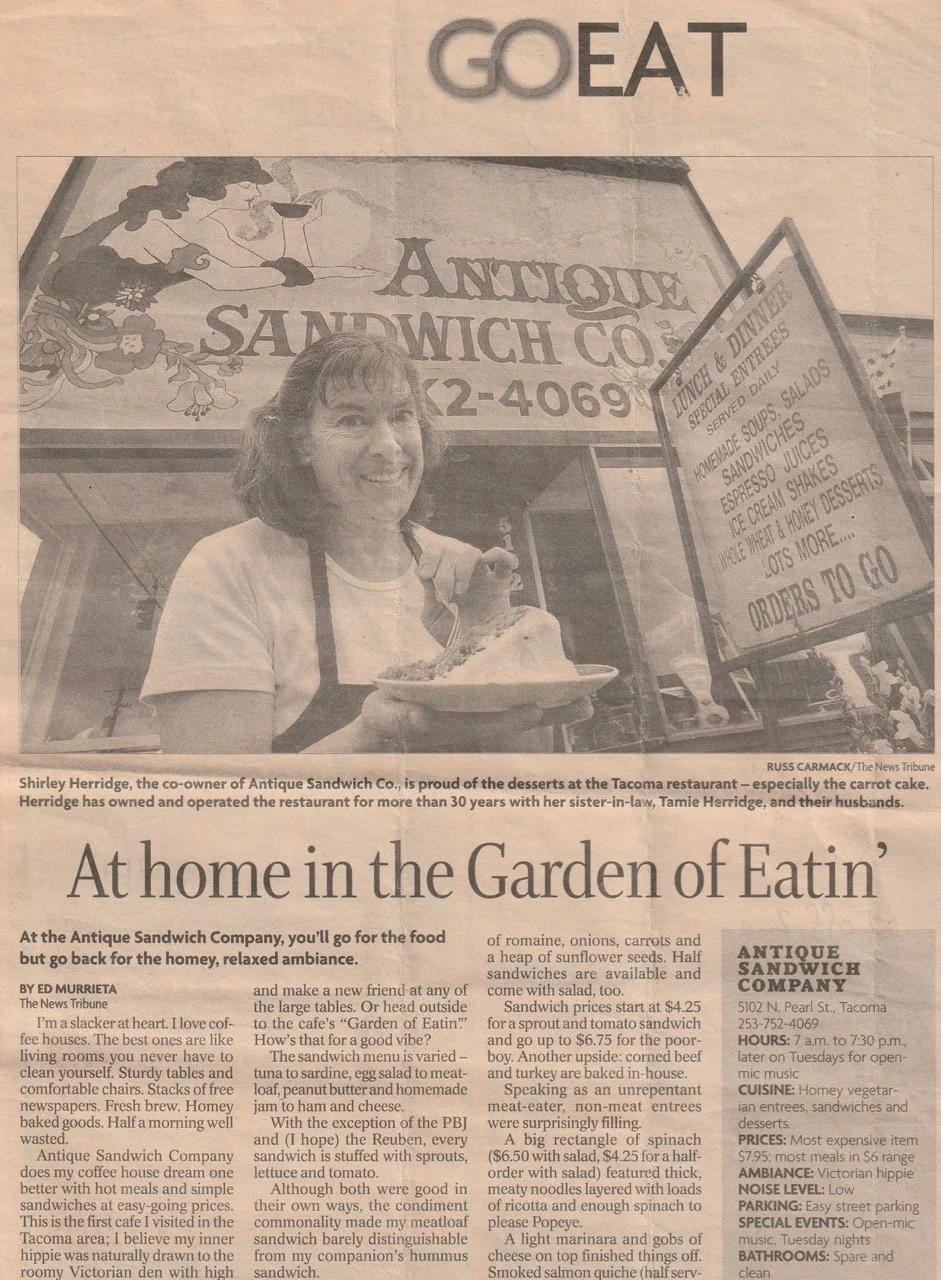 GOEAT
ANTIQUE
SANDWICH CO.
2-4069
LUNCH & DINNER
SPECIAL ENTREES
SERVED DAILY
HOMEMADE SOUPS, SALADS
SANDWICHES
ESPRESSO JUICES
ICE CREAM SHAKES
WHOLE WHEAT & HONEY DESSERTS
LOTS MORE....
ORDERS TO GO
51 2
RUSS CARMACK/The News Tribune
Shirley Herridge, the co-owner of Antique Sandwich Co., is proud of the desserts at the Tacoma restaurant – especially the carrot cake.
Herridge has owned and operated the restaurant for more than 30 years with her sister-in-law, Tamie Herridge, and their husbands.
At home in the Garden of Eatin’
At the Antique Sandwich Company, you’ll go for the food
but go back for the homey, relaxed ambiance.
BY ED MURRIETA
The News Tribune
I’m a slacker at heart. I love cof-
fee houses. The best ones are like
living rooms you never have to
clean yourself. Sturdy tables and
comfortable chairs. Stacks of free
newspapers. Fresh brew. Homey
baked goods. Half a morning well
wasted.
Antique Sandwich Company
does my coffee house dream one
better with hot meals and simple
sandwiches at easy-going prices.
This is the first cafe I visited in the
Tacoma area; I believe my inner
hippie was naturally drawn to the
roomy Victorian den with high
and make a new friend at any of
the large tables. Or head outside
to the cafe’s “Garden of Eatin’.”
How’s that for a good vibe?
The sandwich menu is varied –
tuna to sardine, egg salad to meat-
loaf, peanut butter and homemade
jam to ham and cheese.
With the exception of the PBJ
and (I hope) the Reuben, every
sandwich is stuffed with sprouts,
lettuce and tomato.
Although both were good in
their own ways, the condiment
commonality made my meatloaf
sandwich barely distinguishable
from my companion’s hummus
sandwich.
of romaine, onions, carrots and
a heap of sunflower seeds. Half
sandwiches are available and
come with salad, too.
Sandwich prices start at $4.25
for a sprout and tomato sandwich
and go up to $6.75 for the poor-
boy. Another upside: corned beef
and turkey are baked in-house.
Speaking as an unrepentant
meat-eater, non-meat entrees
were surprisingly filling.
A big rectangle of spinach
($6.50 with salad, $4.25 for a half-
order with salad) featured thick,
meaty noodles layered with loads
of ricotta and enough spinach to
please Popeye.
A light marinara and gobs of
cheese on top finished things off.
Smoked salmon quiche (half serv-
ANTIQUE
SANDWICH
COMPANY
5102 N. Pearl St., Tacoma
253-752-4069
HOURS: 7 a.m. to 7:30 p.m.,
later on Tuesdays for open-
mic music
CUISINE: Homey vegetar-
ian entrees, sandwiches and
desserts.
PRICES: Most expensive item
$7.95; most meals in $6 range
AMBIANCE: Victorian hippie
NOISE LEVEL: Low
PARKING: Easy street parking
SPECIAL EVENTS: Open-mic
music, Tuesday nights
BATHROOMS: Spare and
clean